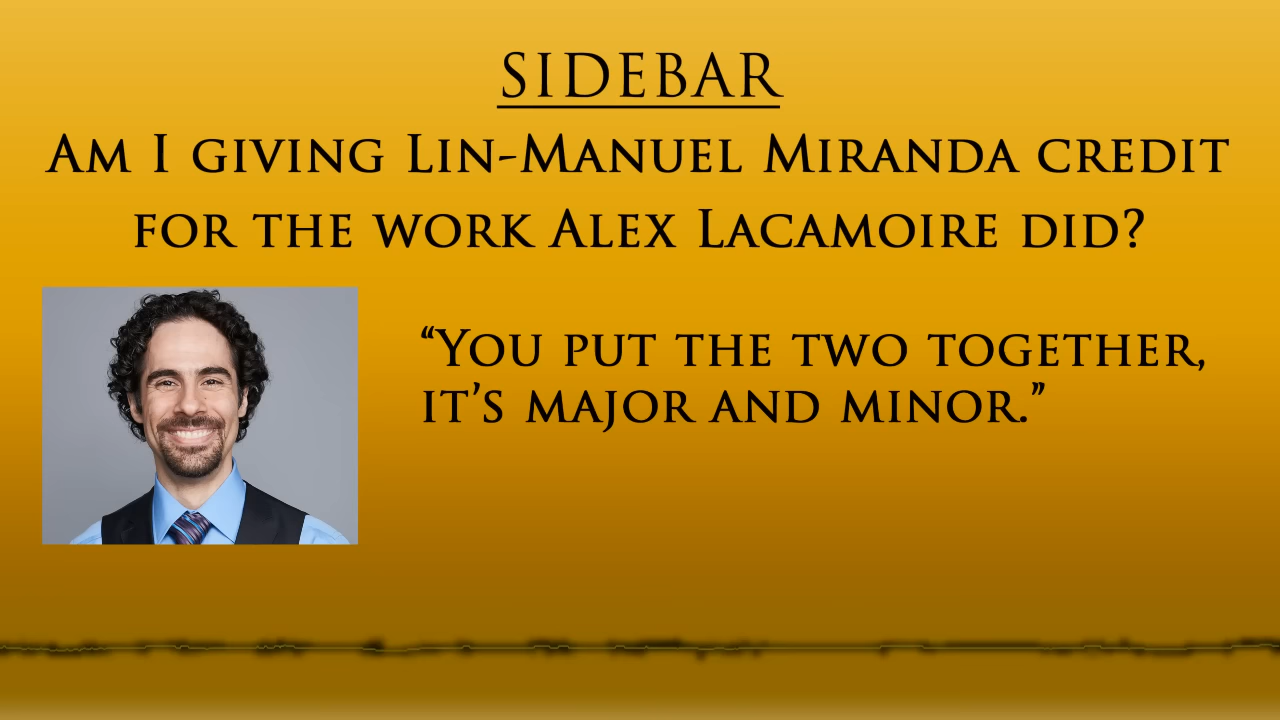 SIDEBAR
Am I giving Lin-Manuel Miranda credit
for the work Alex Lacamoire did?
“You put the two together,
it’s major and minor.”